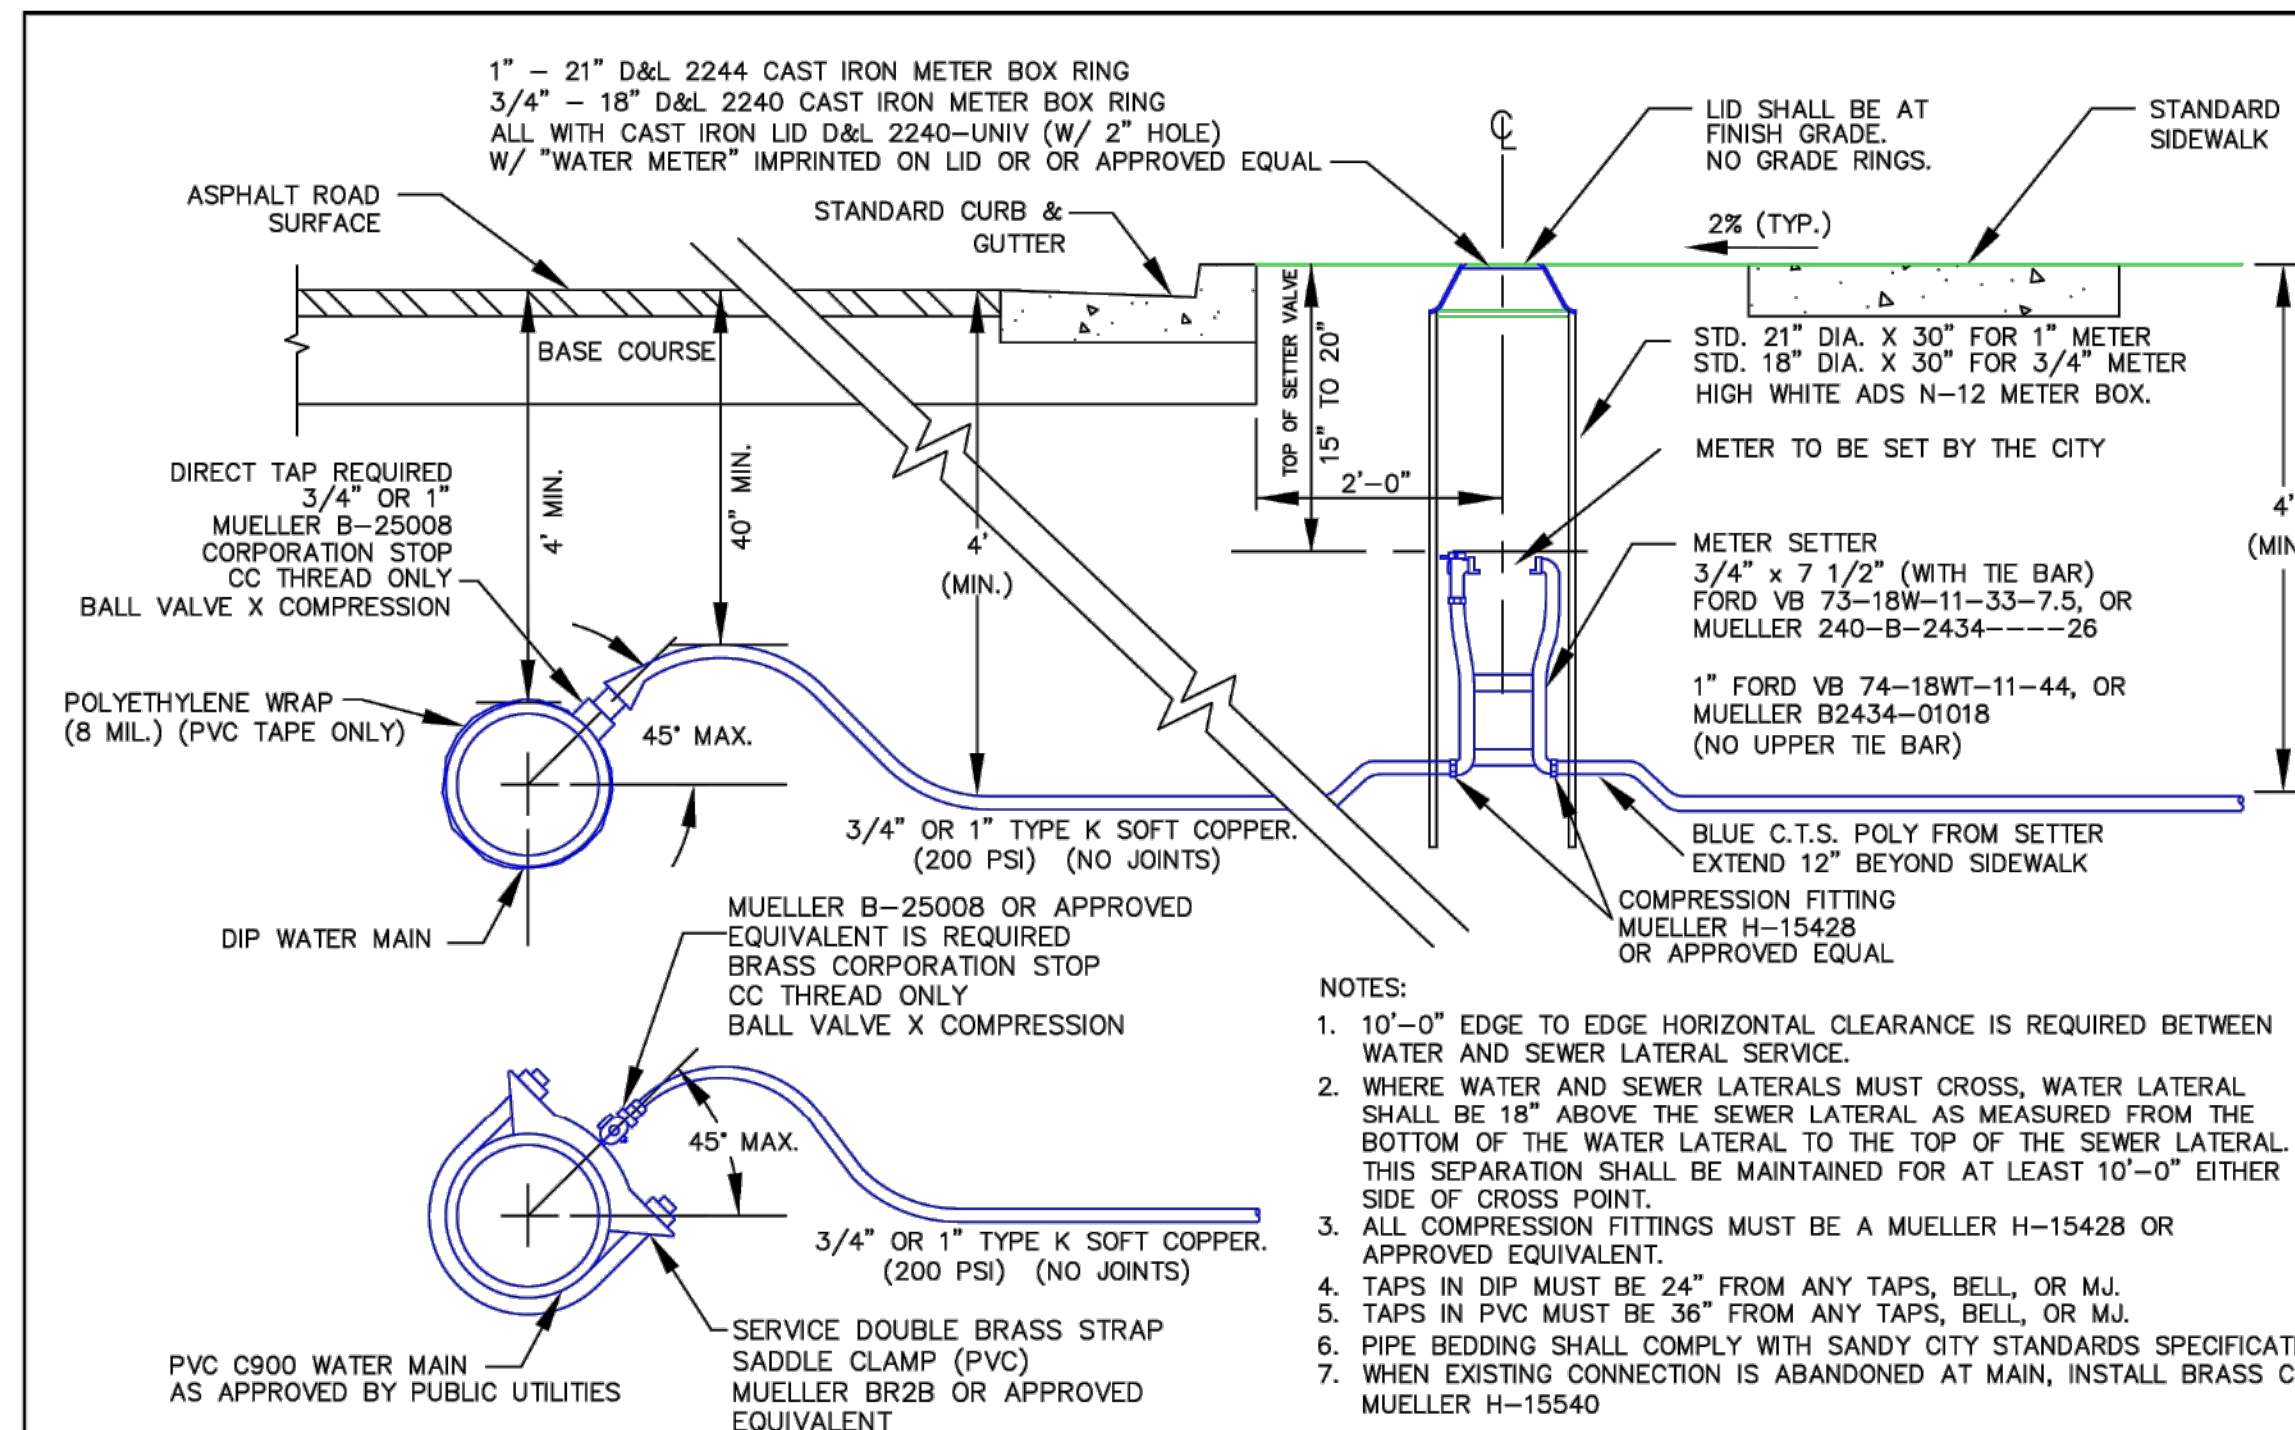 1" – 21" D&L 2244 CAST IRON METER BOX RING
3/4" – 18" D&L 2240 CAST IRON METER BOX RING
ALL WITH CAST IRON LID D&L 2240–UNIV (W/ 2" HOLE)
W/ "WATER METER" IMPRINTED ON LID OR OR APPROVED EQUAL
℄
LID SHALL BE AT
FINISH GRADE.
NO GRADE RINGS.
STANDARD
SIDEWALK
ASPHALT ROAD
SURFACE
STANDARD CURB &
GUTTER
2% (TYP.)
BASE COURSE
TOP OF SETTER VALVE
15" TO 20"
STD. 21" DIA. X 30" FOR 1" METER
STD. 18" DIA. X 30" FOR 3/4" METER
HIGH WHITE ADS N–12 METER BOX.
METER TO BE SET BY THE CITY
DIRECT TAP REQUIRED
3/4" OR 1"
MUELLER B–25008
CORPORATION STOP
CC THREAD ONLY
BALL VALVE X COMPRESSION
4' MIN.
40" MIN.
4'
(MIN.)
2'–0"
4'
(MIN
METER SETTER
3/4" x 7 1/2" (WITH TIE BAR)
FORD VB 73–18W–11–33–7.5, OR
MUELLER 240–B–2434––––26
1" FORD VB 74–18WT–11–44, OR
MUELLER B2434–01018
(NO UPPER TIE BAR)
POLYETHYLENE WRAP
(8 MIL.) (PVC TAPE ONLY)
45° MAX.
3/4" OR 1" TYPE K SOFT COPPER.
(200 PSI) (NO JOINTS)
BLUE C.T.S. POLY FROM SETTER
EXTEND 12" BEYOND SIDEWALK
COMPRESSION FITTING
MUELLER H–15428
OR APPROVED EQUAL
DIP WATER MAIN
MUELLER B–25008 OR APPROVED
EQUIVALENT IS REQUIRED
BRASS CORPORATION STOP
CC THREAD ONLY
BALL VALVE X COMPRESSION
45° MAX.
3/4" OR 1" TYPE K SOFT COPPER.
(200 PSI) (NO JOINTS)
SERVICE DOUBLE BRASS STRAP
SADDLE CLAMP (PVC)
MUELLER BR2B OR APPROVED
EQUIVALENT
PVC C900 WATER MAIN
AS APPROVED BY PUBLIC UTILITIES
NOTES:
1. 10'–0" EDGE TO EDGE HORIZONTAL CLEARANCE IS REQUIRED BETWEEN
WATER AND SEWER LATERAL SERVICE.
2. WHERE WATER AND SEWER LATERALS MUST CROSS, WATER LATERAL
SHALL BE 18" ABOVE THE SEWER LATERAL AS MEASURED FROM THE
BOTTOM OF THE WATER LATERAL TO THE TOP OF THE SEWER LATERAL.
THIS SEPARATION SHALL BE MAINTAINED FOR AT LEAST 10'–0" EITHER
SIDE OF CROSS POINT.
3. ALL COMPRESSION FITTINGS MUST BE A MUELLER H–15428 OR
APPROVED EQUIVALENT.
4. TAPS IN DIP MUST BE 24" FROM ANY TAPS, BELL, OR MJ.
5. TAPS IN PVC MUST BE 36" FROM ANY TAPS, BELL, OR MJ.
6. PIPE BEDDING SHALL COMPLY WITH SANDY CITY STANDARDS SPECIFICATI
7. WHEN EXISTING CONNECTION IS ABANDONED AT MAIN, INSTALL BRASS C
MUELLER H–15540